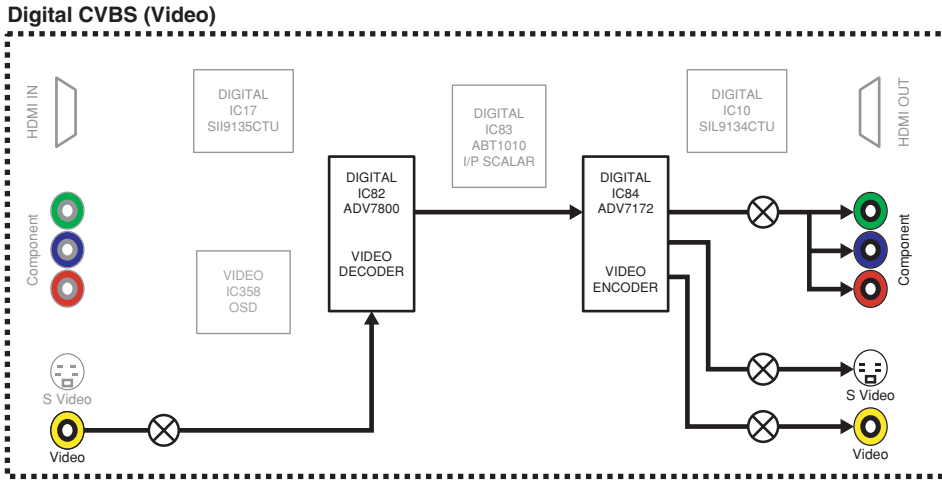 Digital CVBS (Video)
HDMI IN
DIGITAL
IC17
SII9135CTU
DIGITAL
IC83
ABT1010
I/P SCALAR
DIGITAL
IC10
SIL9134CTU
HDMI OUT
Component
DIGITAL
IC82
ADV7800
VIDEO
DECODER
DIGITAL
IC84
ADV7172
VIDEO
ENCODER
Component
VIDEO
IC358
OSD
S Video
Video
S Video
Video